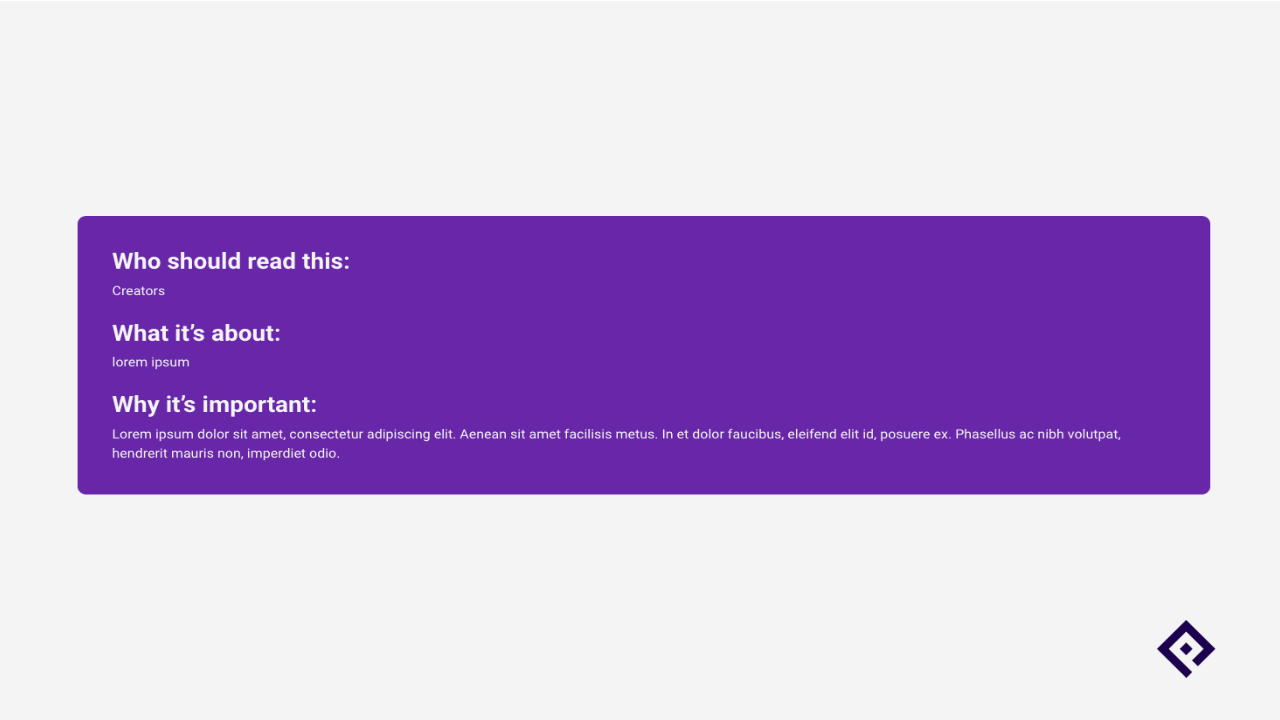 Who should read this:
Creators
What it’s about:
lorem ipsum
Why it’s important:
Lorem ipsum dolor sit amet, consectetur adipiscing elit. Aenean sit amet facilisis metus. In et dolor faucibus, eleifend elit id, posuere ex. Phasellus ac nibh volutpat,
hendrerit mauris non, imperdiet odio.